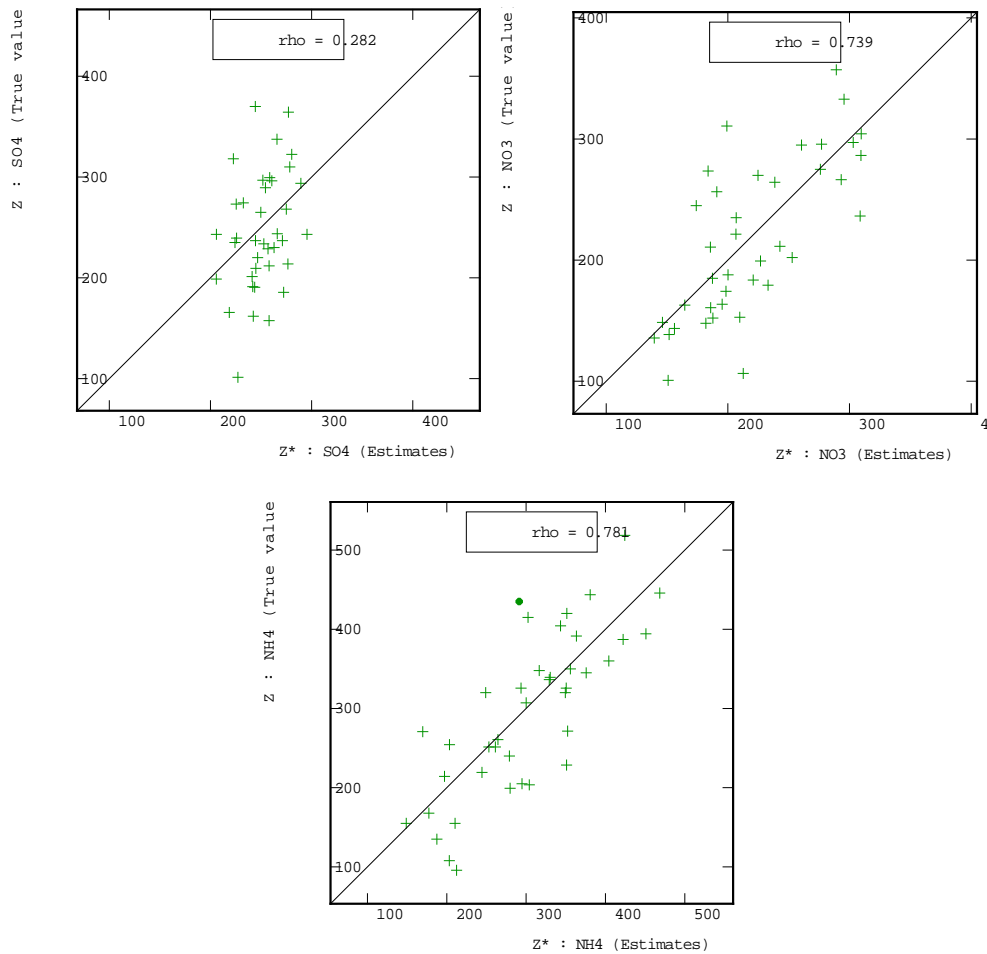 Z : SO4 (True value
rho = 0.282
400
300
200
100
100 200 300 400
Z* : SO4 (Estimates)
Z : NO3 (True value
rho = 0.739
400
300
200
100
100 200 300 4
Z* : NO3 (Estimates)
Z : NH4 (True value
rho = 0.781
500
400
300
200
100
100 200 300 400 500
Z* : NH4 (Estimates)